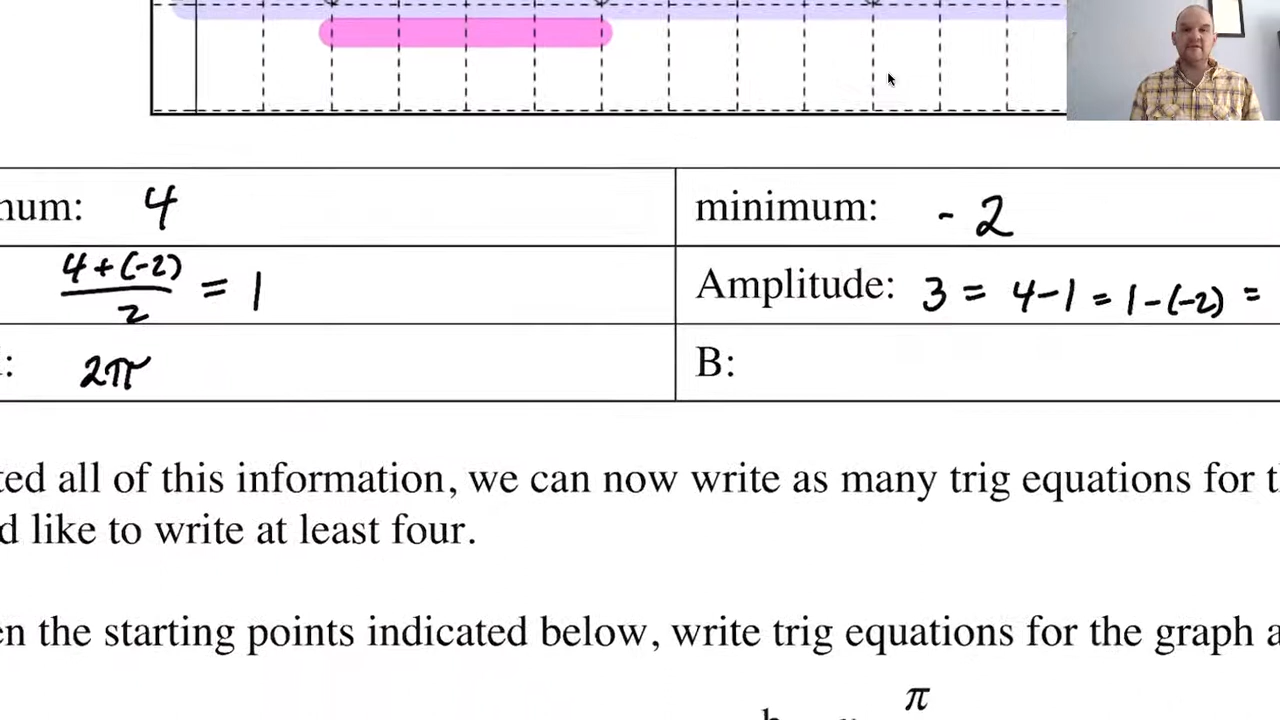 num: 4
minimum: - 2
4+(-2)/2 = 1
Amplitude: 3 = 4-1 = 1-(-2) =
: 2π
B:
ted all of this information, we can now write as many trig equations for t
d like to write at least four.
en the starting points indicated below, write trig equations for the graph a
π